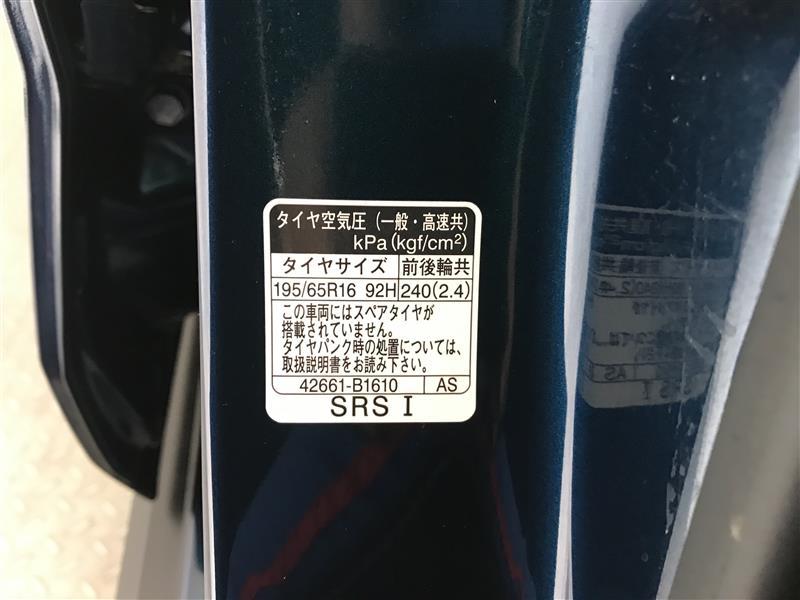 タイヤ空気圧（一般・高速共）
kPa(kgf/cm²)
タイヤサイズ 前後輪共
195/65R16 92H 240(2.4)
この車両にはスペアタイヤが
搭載されていません。
タイヤパンク時の処置については、
取扱説明書をお読み下さい。
42661-B1610 AS
SRS I